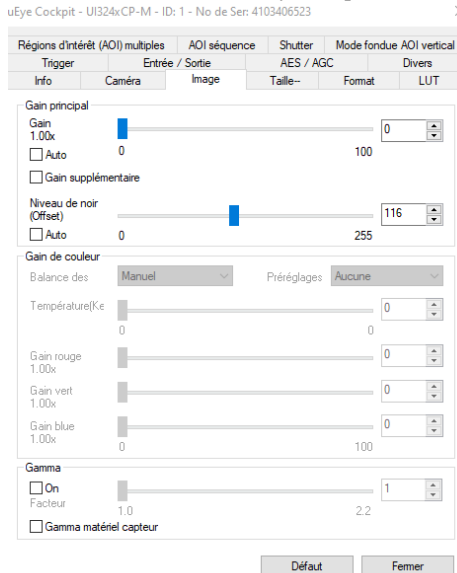 uEye Cockpit - UI324xCP-M - ID: 1 - No de Ser: 4103406523
Régions d'intérêt (AOI) multiples AOI séquence Shutter Mode fondue AOI vertical
Trigger Entrée / Sortie AES / AGC Divers
Info Caméra Image Taille-- Format LUT
Gain principal
Gain
1.00x
0
Auto 0 100
Gain supplémentaire
Niveau de noir
(Offset)
116
Auto 0 255
Gain de couleur
Balance des Manuel Préréglages Aucune
Température(Ke 0
0 0
Gain rouge
1.00x
0
Gain vert
1.00x
0
Gain blue
1.00x
0
0 100
Gamma
On 1
Facteur 1.0 2.2
Gamma matériel capteur
Défaut Fermer